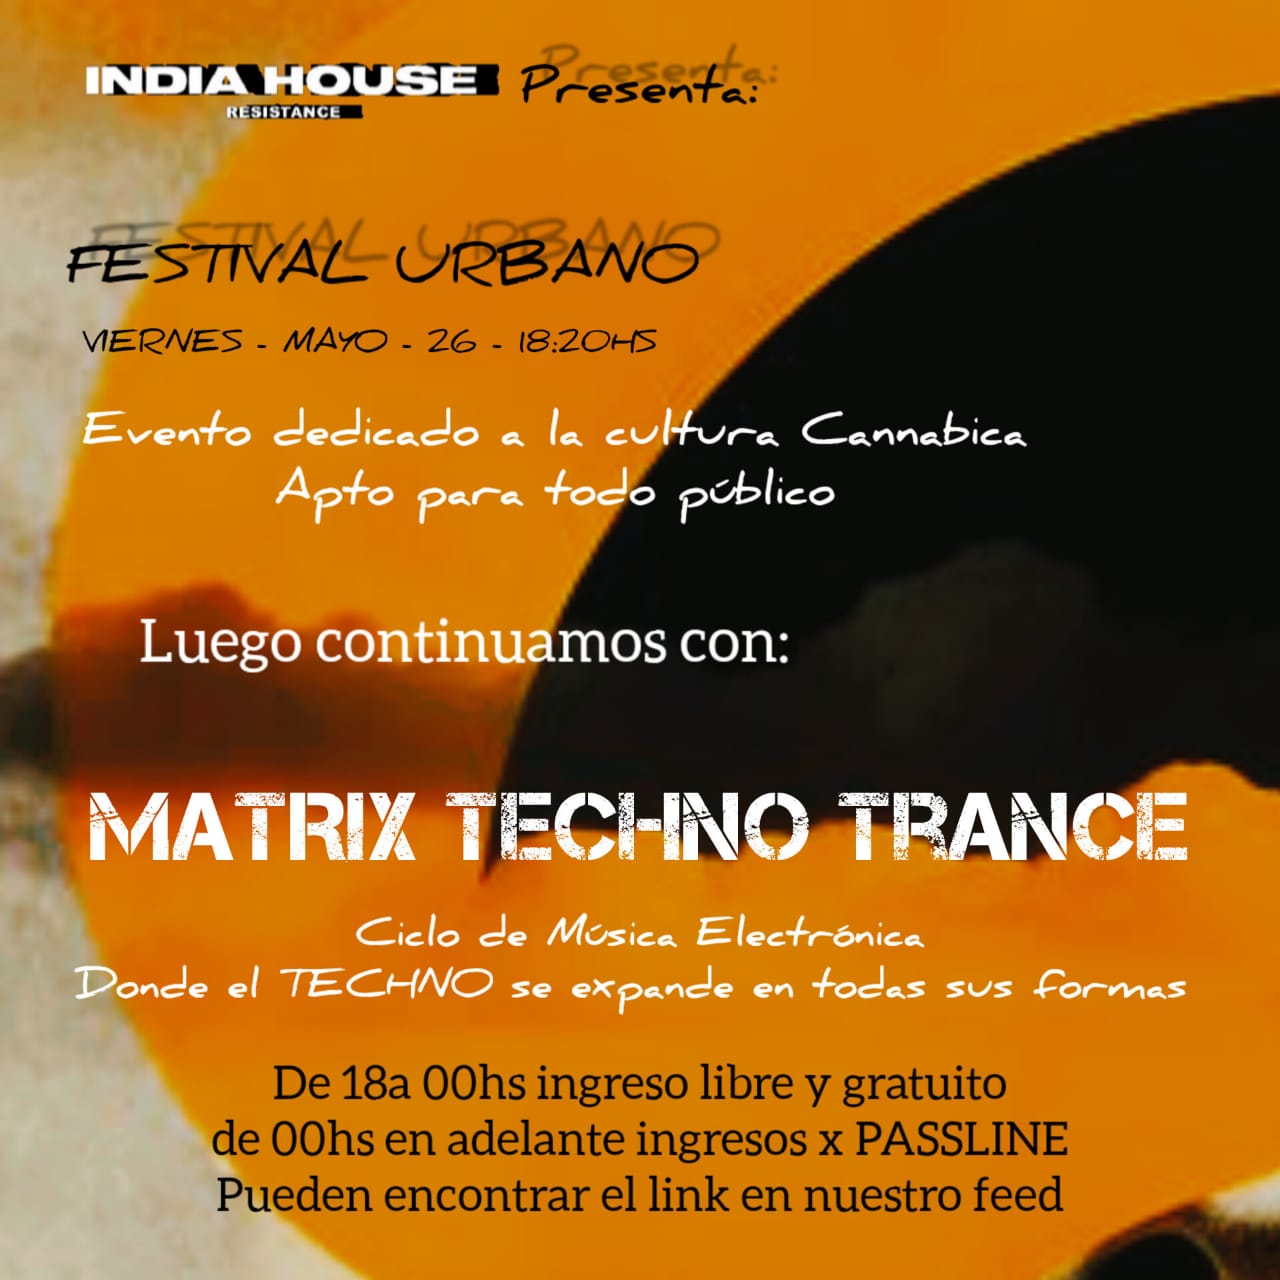 INDIA HOUSE Presenta:
RESISTANCE
FESTIVAL URBANO
VIERNES - MAYO - 26 - 18:20HS
Evento dedicado a la cultura Cannabica
Apto para todo público
Luego continuamos con:
MATRIX TECHNO TRANCE
Ciclo de Música Electrónica
Donde el TECHNO se expande en todas sus formas
De 18a 00hs ingreso libre y gratuito
de 00hs en adelante ingresos x PASSLINE
Pueden encontrar el link en nuestro feed